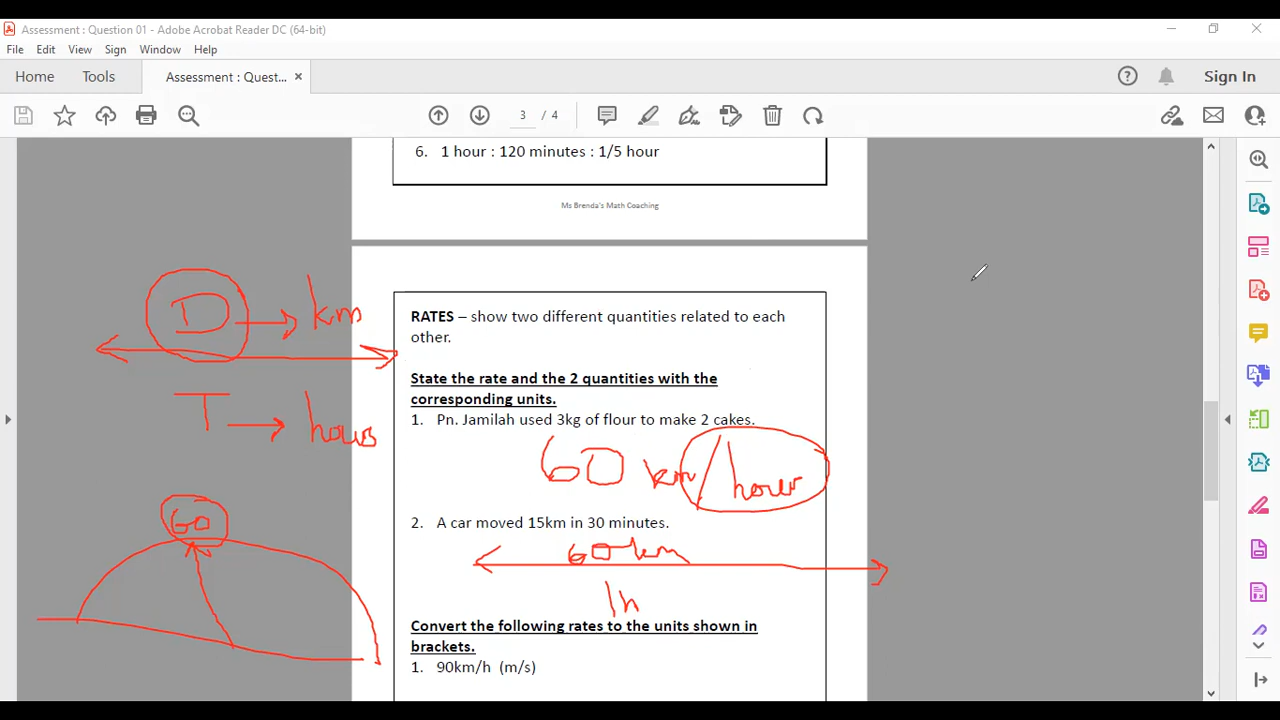 Assessment : Question 01 - Adobe Acrobat Reader DC (64-bit)
File Edit View Sign Window Help
Home Tools Assessment : Quest... × Sign In
3 / 4
6. 1 hour : 120 minutes : 1/5 hour
Ms Brenda's Math Coaching
RATES – show two different quantities related to each
other.
D → km
State the rate and the 2 quantities with the
corresponding units.
T → hours
1. Pn. Jamilah used 3kg of flour to make 2 cakes.
60 km/hour
60
2. A car moved 15km in 30 minutes.
60 km
1h
Convert the following rates to the units shown in
brackets.
1. 90km/h (m/s)